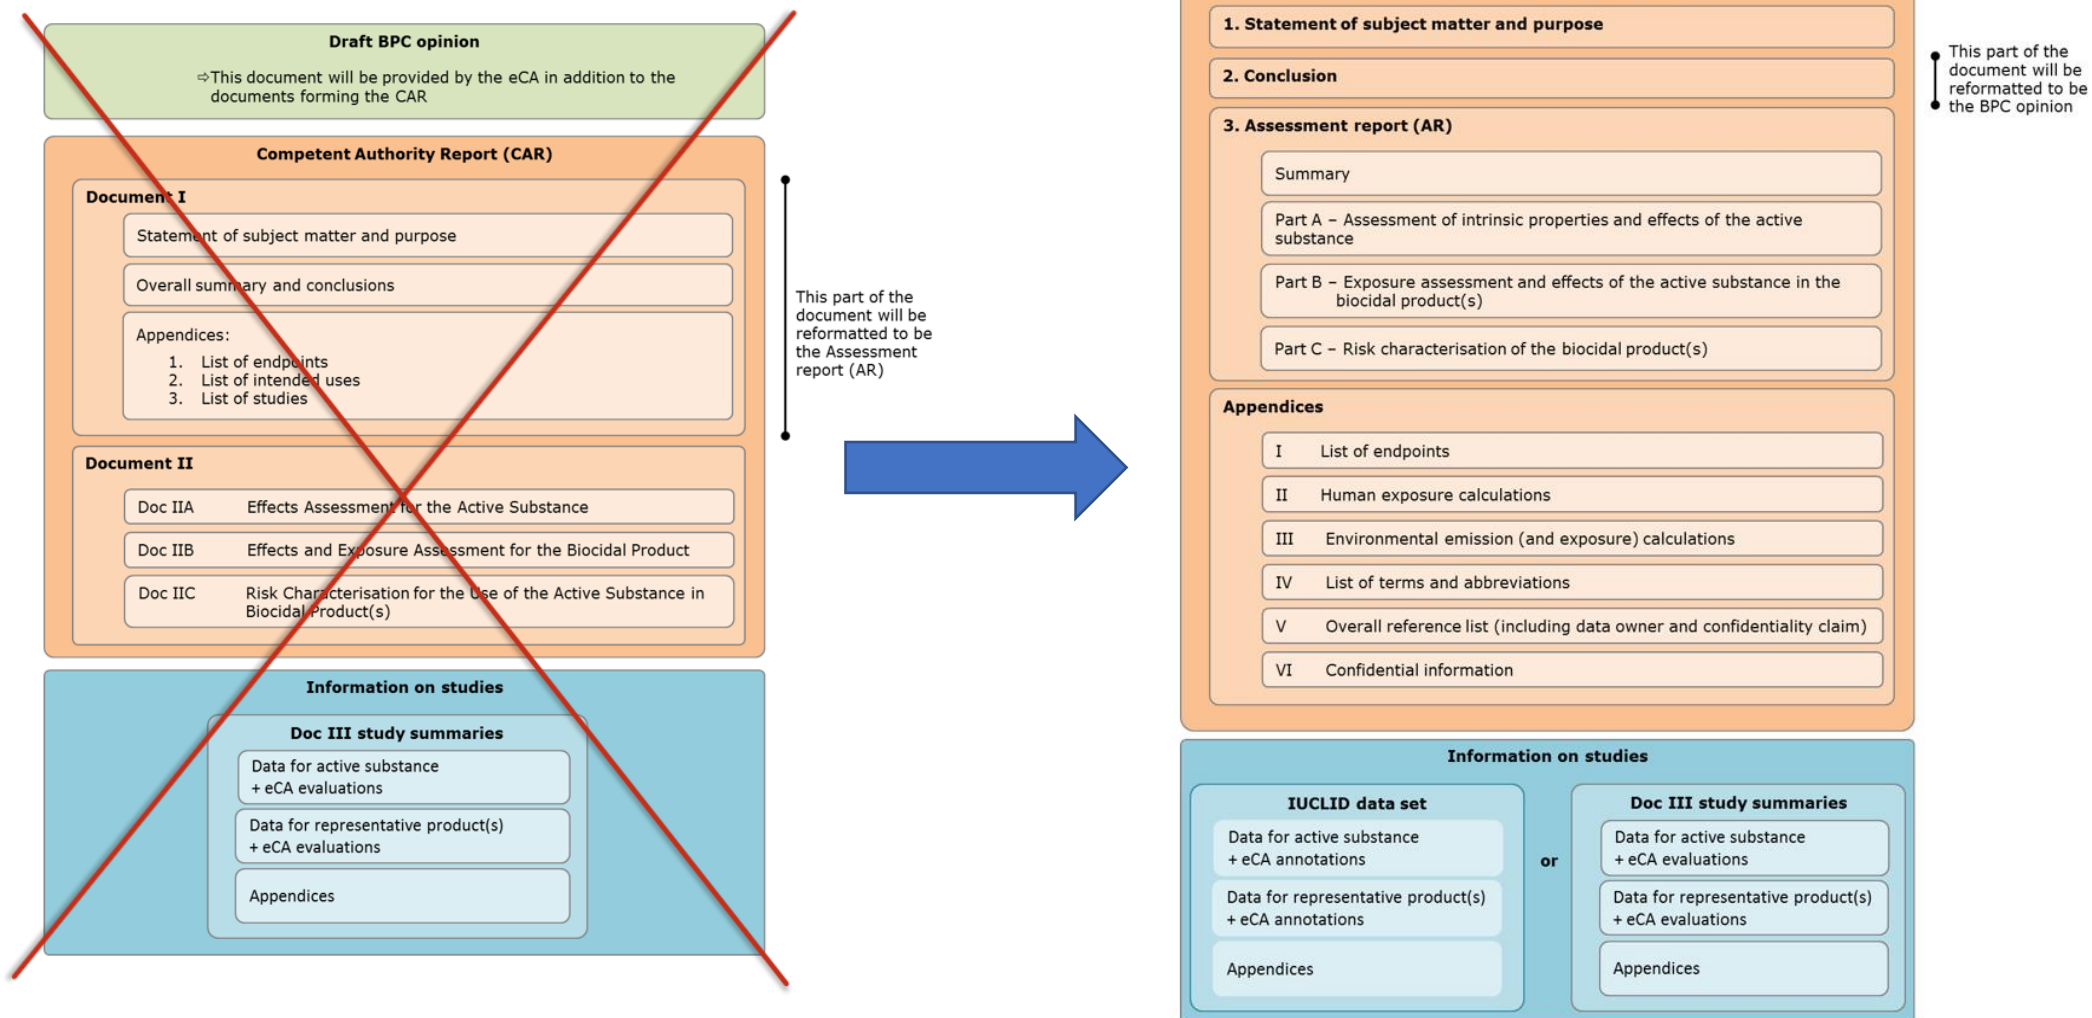 Draft BPC opinion
⇨This document will be provided by the eCA in addition to the
documents forming the CAR
Competent Authority Report (CAR)
Document I
Statement of subject matter and purpose
Overall summary and conclusions
Appendices:
1. List of endpoints
2. List of intended uses
3. List of studies
This part of the
document will be
reformatted to be
the Assessment
report (AR)
Document II
Doc IIA Effects Assessment for the Active Substance
Doc IIB Effects and Exposure Assessment for the Biocidal Product
Doc IIC Risk Characterisation for the Use of the Active Substance in
Biocidal Product(s)
Information on studies
Doc III study summaries
Data for active substance
+ eCA evaluations
Data for representative product(s)
+ eCA evaluations
Appendices
1. Statement of subject matter and purpose
2. Conclusion
This part of the
document will be
reformatted to be
the BPC opinion
3. Assessment report (AR)
Summary
Part A – Assessment of intrinsic properties and effects of the active
substance
Part B – Exposure assessment and effects of the active substance in the
biocidal product(s)
Part C – Risk characterisation of the biocidal product(s)
Appendices
I List of endpoints
II Human exposure calculations
III Environmental emission (and exposure) calculations
IV List of terms and abbreviations
V Overall reference list (including data owner and confidentiality claim)
VI Confidential information
Information on studies
IUCLID data set
Data for active substance
+ eCA annotations
Data for representative product(s)
+ eCA annotations
Appendices
or
Doc III study summaries
Data for active substance
+ eCA evaluations
Data for representative product(s)
+ eCA evaluations
Appendices